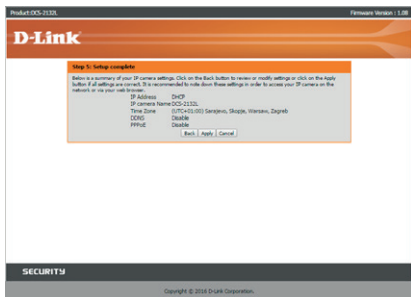 Product: DCS-2132L Firmware Version : 1.08
D-Link
Step 5: Setup complete
Below is a summary of your IP camera settings. Click on the Back button to review or modify settings or click on the Apply
button if all settings are correct. It is recommended to note down these settings in order to access your IP camera on the
network or via your web browser.
IP Address DHCP
IP camera Name DCS-2132L
Time Zone (UTC+01:00) Sarajevo, Skopje, Warsaw, Zagreb
DDNS Disable
PPPoE Disable
Back Apply Cancel
SECURITY
Copyright © 2016 D-Link Corporation.